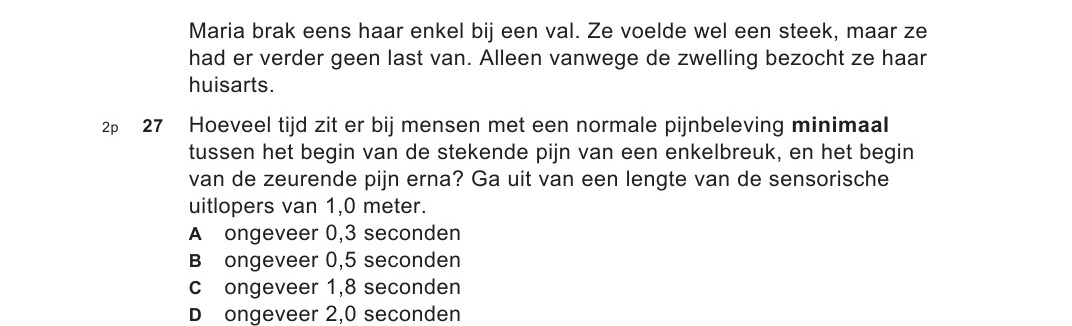 Maria brak eens haar enkel bij een val. Ze voelde wel een steek, maar ze
had er verder geen last van. Alleen vanwege de zwelling bezocht ze haar
huisarts.
2p 27 Hoeveel tijd zit er bij mensen met een normale pijnbeleving minimaal
tussen het begin van de stekende pijn van een enkelbreuk, en het begin
van de zeurende pijn erna? Ga uit van een lengte van de sensorische
uitlopers van 1,0 meter.
A ongeveer 0,3 seconden
B ongeveer 0,5 seconden
C ongeveer 1,8 seconden
D ongeveer 2,0 seconden